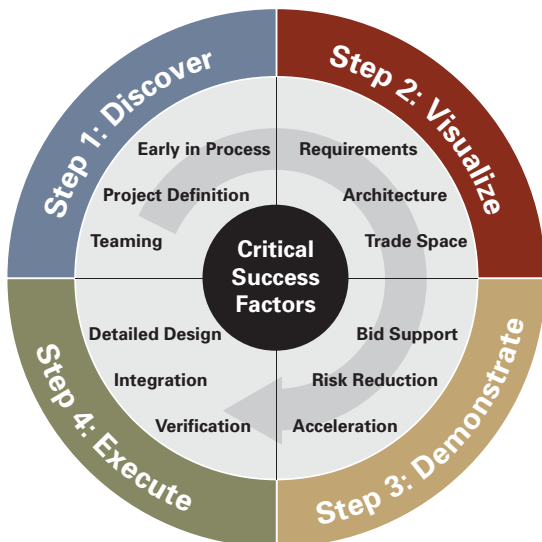 Step 1: Discover
Early in Process
Project Definition
Teaming
Step 2: Visualize
Requirements
Architecture
Trade Space
Critical
Success
Factors
Step 3: Demonstrate
Bid Support
Risk Reduction
Acceleration
Step 4: Execute
Detailed Design
Integration
Verification